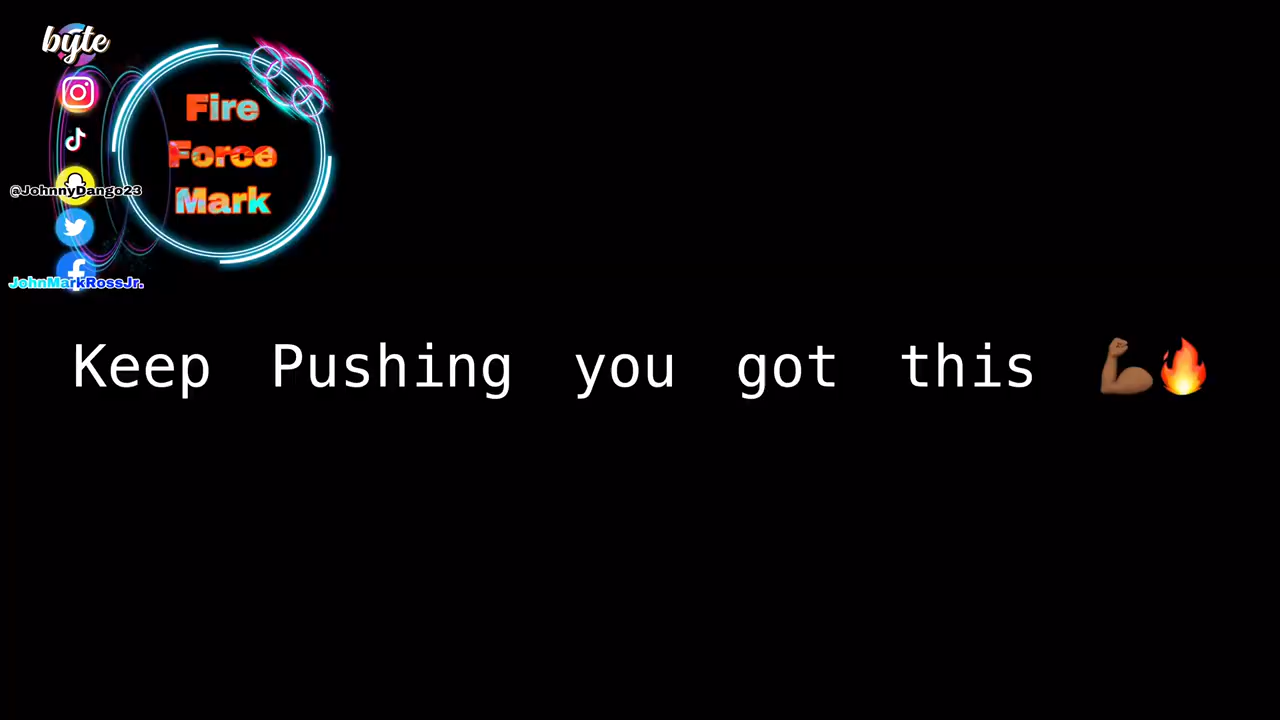 byte
Fire
Force
Mark
@JohnnyDango23
JohnMarkRossJr.
Keep Pushing you got this 💪🏾🔥